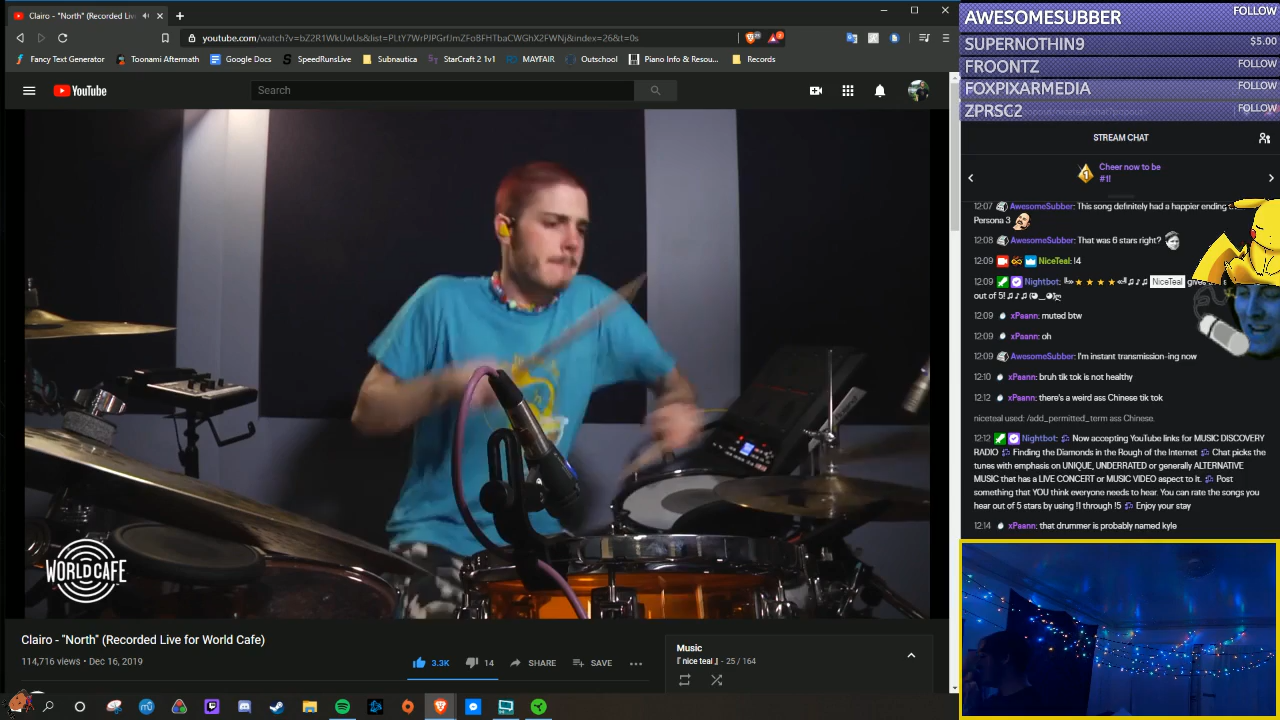 Clairo - "North" (Recorded Live
youtube.com/watch?v=bZ2R1WkUwUs&list=PLtY7WrPJPGrfJmZFoBFHTbaCWGhX2FWNj&index=26&t=0s
Fancy Text Generator
Toonami Aftermath
Google Docs
SpeedRunsLive
Subnautica
StarCraft 2 1v1
MAYFAIR
Outschool
Piano Info & Resou...
Records
YouTube
Search
WORLD CAFE
Clairo - "North" (Recorded Live for World Cafe)
114,716 views • Dec 16, 2019
3.3K
14
SHARE
SAVE
Music
『 nice teal 』 - 25 / 164
AWESOMESUBBER FOLLOW
SUPERNOTHIN9 $5.00
FROONTZ FOLLOW
FOXPIXARMEDIA FOLLOW
ZPRSC2 FOLLOW
STREAM CHAT
Cheer now to be
#1!
12:07 AwesomeSubber: This song definitely had a happier ending
Persona 3
12:08 AwesomeSubber: That was 6 stars right?
12:09 NiceTeal: !4
12:09 Nightbot: ★ ★ ★ ★ NiceTeal gives
out of 5!
12:09 xPaann: muted btw
12:09 xPaann: oh
12:09 AwesomeSubber: I'm instant transmission-ing now
12:10 xPaann: bruh tik tok is not healthy
12:12 xPaann: there's a weird ass Chinese tik tok
niceteal used: /add_permitted_term ass Chinese.
12:12 Nightbot: Now accepting YouTube links for MUSIC DISCOVERY
RADIO Finding the Diamonds in the Rough of the Internet Chat picks the
tunes with emphasis on UNIQUE, UNDERRATED or generally ALTERNATIVE
MUSIC that has a LIVE CONCERT or MUSIC VIDEO aspect to it. Post
something that YOU think everyone needs to hear. You can rate the songs you
hear out of 5 stars by using !1 through !5 Enjoy your stay
12:14 xPaann: that drummer is probably named kyle